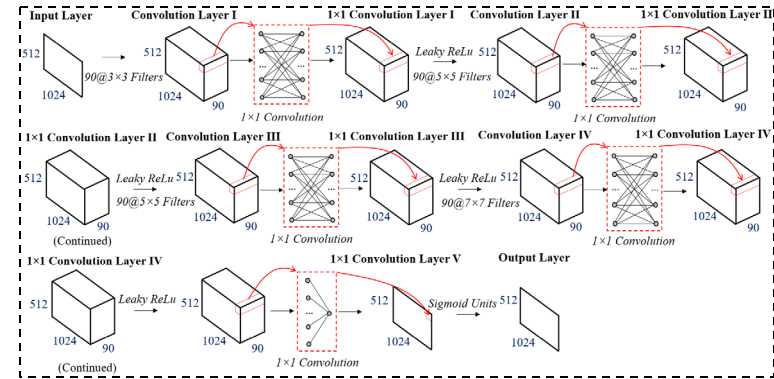 Input Layer
Convolution Layer I
1×1 Convolution Layer I
Convolution Layer II
1×1 Convolution Layer II
512
1024
90@3×3 Filters
512
1024
90
1×1 Convolution
...
...
512
1024
90
Leaky ReLu
90@5×5 Filters
512
1024
90
1×1 Convolution
...
...
512
1024
90
1×1 Convolution Layer II
Convolution Layer III
1×1 Convolution Layer III
Convolution Layer IV
1×1 Convolution Layer IV
512
1024
90
(Continued)
Leaky ReLu
90@5×5 Filters
512
1024
90
...
...
1×1 Convolution
512
1024
90
Leaky ReLu
90@7×7 Filters
512
1024
90
...
...
1×1 Convolution
512
1024
90
1×1 Convolution Layer IV
1×1 Convolution Layer V
Output Layer
512
1024
90
(Continued)
Leaky ReLu
512
1024
90
...
1×1 Convolution
512
1024
Sigmoid Units
512
1024